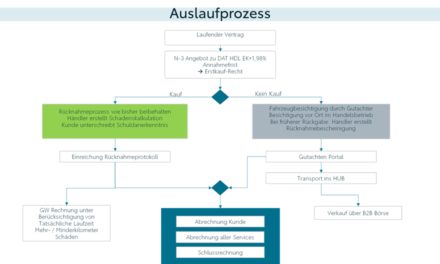 Auslaufprozess
Laufender Vertrag
N-3 Angebot zu DAT HDL EK+1,98%
Annahmefrist
→ Erstkauf-Recht
Kauf
Kein Kauf
Rücknahmeprozess wie bisher beibehalten
Händler erstellt Schadenskalkulation
Kunde unterschreibt Schuldanerkenntnis
Fahrzeugbesichtigung durch Gutachter
Besichtigung vor Ort im Handelsbetrieb
Bei früherer Rückgabe: Händler erstellt
Rücknahmebescheinigung
Einreichung Rücknahmeprotokoll
Gutachten Portal
Transport ins HUB
GW Rechnung unter
Berücksichtigung von
Tatsächliche Laufzeit
Mehr- / Minderkilometer
Schäden
Verkauf über B2B Börse
Abrechnung Kunde
Abrechnung aller Services
Schlussrechnung